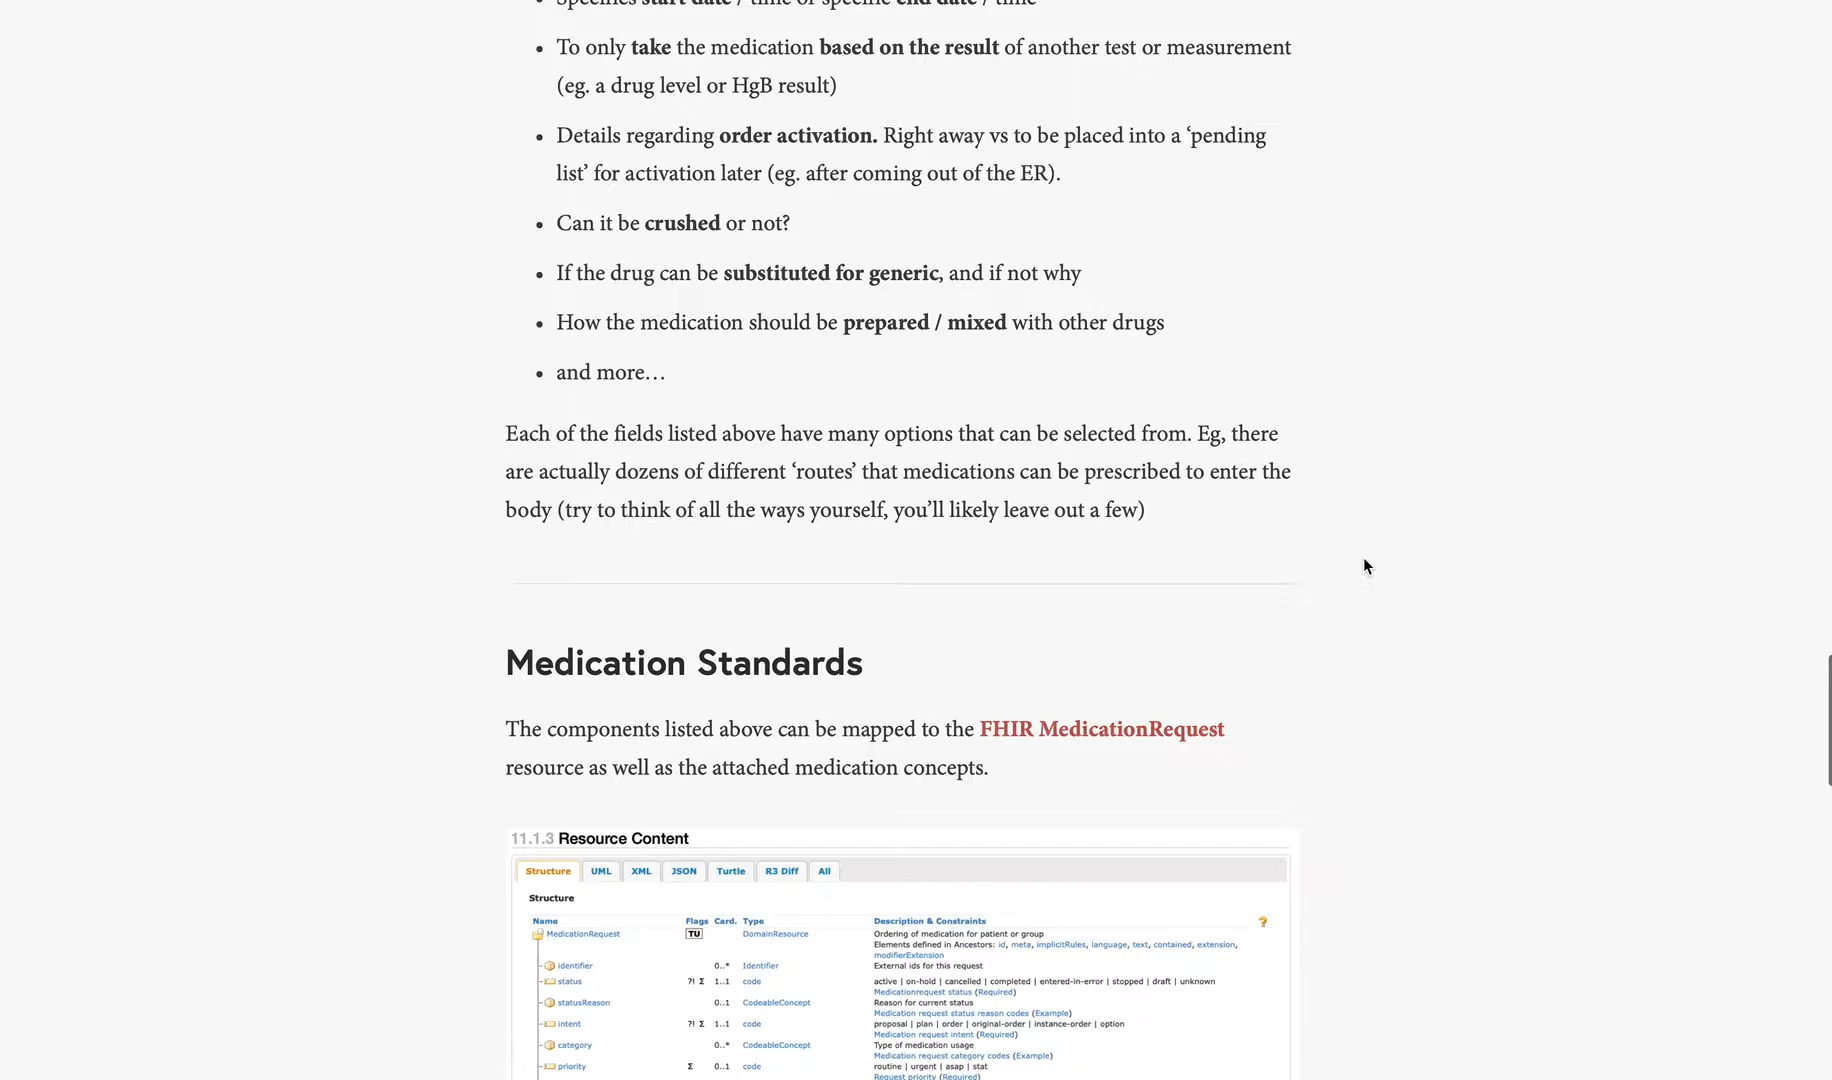 Specifies start date / time or specific end date / time
• To only take the medication based on the result of another test or measurement
(eg. a drug level or HgB result)
• Details regarding order activation. Right away vs to be placed into a ‘pending
list’ for activation later (eg. after coming out of the ER).
• Can it be crushed or not?
• If the drug can be substituted for generic, and if not why
• How the medication should be prepared / mixed with other drugs
• and more…
Each of the fields listed above have many options that can be selected from. Eg, there
are actually dozens of different ‘routes’ that medications can be prescribed to enter the
body (try to think of all the ways yourself, you’ll likely leave out a few)
Medication Standards
The components listed above can be mapped to the FHIR MedicationRequest
resource as well as the attached medication concepts.
11.1.3 Resource Content
Structure UML XML JSON Turtle R3 Diff All
Structure
Name Flags Card. Type Description & Constraints ?
MedicationRequest TU DomainResource Ordering of medication for patient or group
Elements defined in Ancestors: id, meta, implicitRules, language, text, contained, extension,
modifierExtension
identifier 0..* Identifier External ids for this request
status ?! Σ 1..1 code active | on-hold | cancelled | completed | entered-in-error | stopped | draft | unknown
Medicationrequest status (Required)
statusReason 0..1 CodeableConcept Reason for current status
Medication request status reason codes (Example)
intent ?! Σ 1..1 code proposal | plan | order | original-order | instance-order | option
Medication request intent (Required)
category 0..* CodeableConcept Type of medication usage
Medication request category codes (Example)
priority Σ 0..1 code routine | urgent | asap | stat
Request priority (Required)